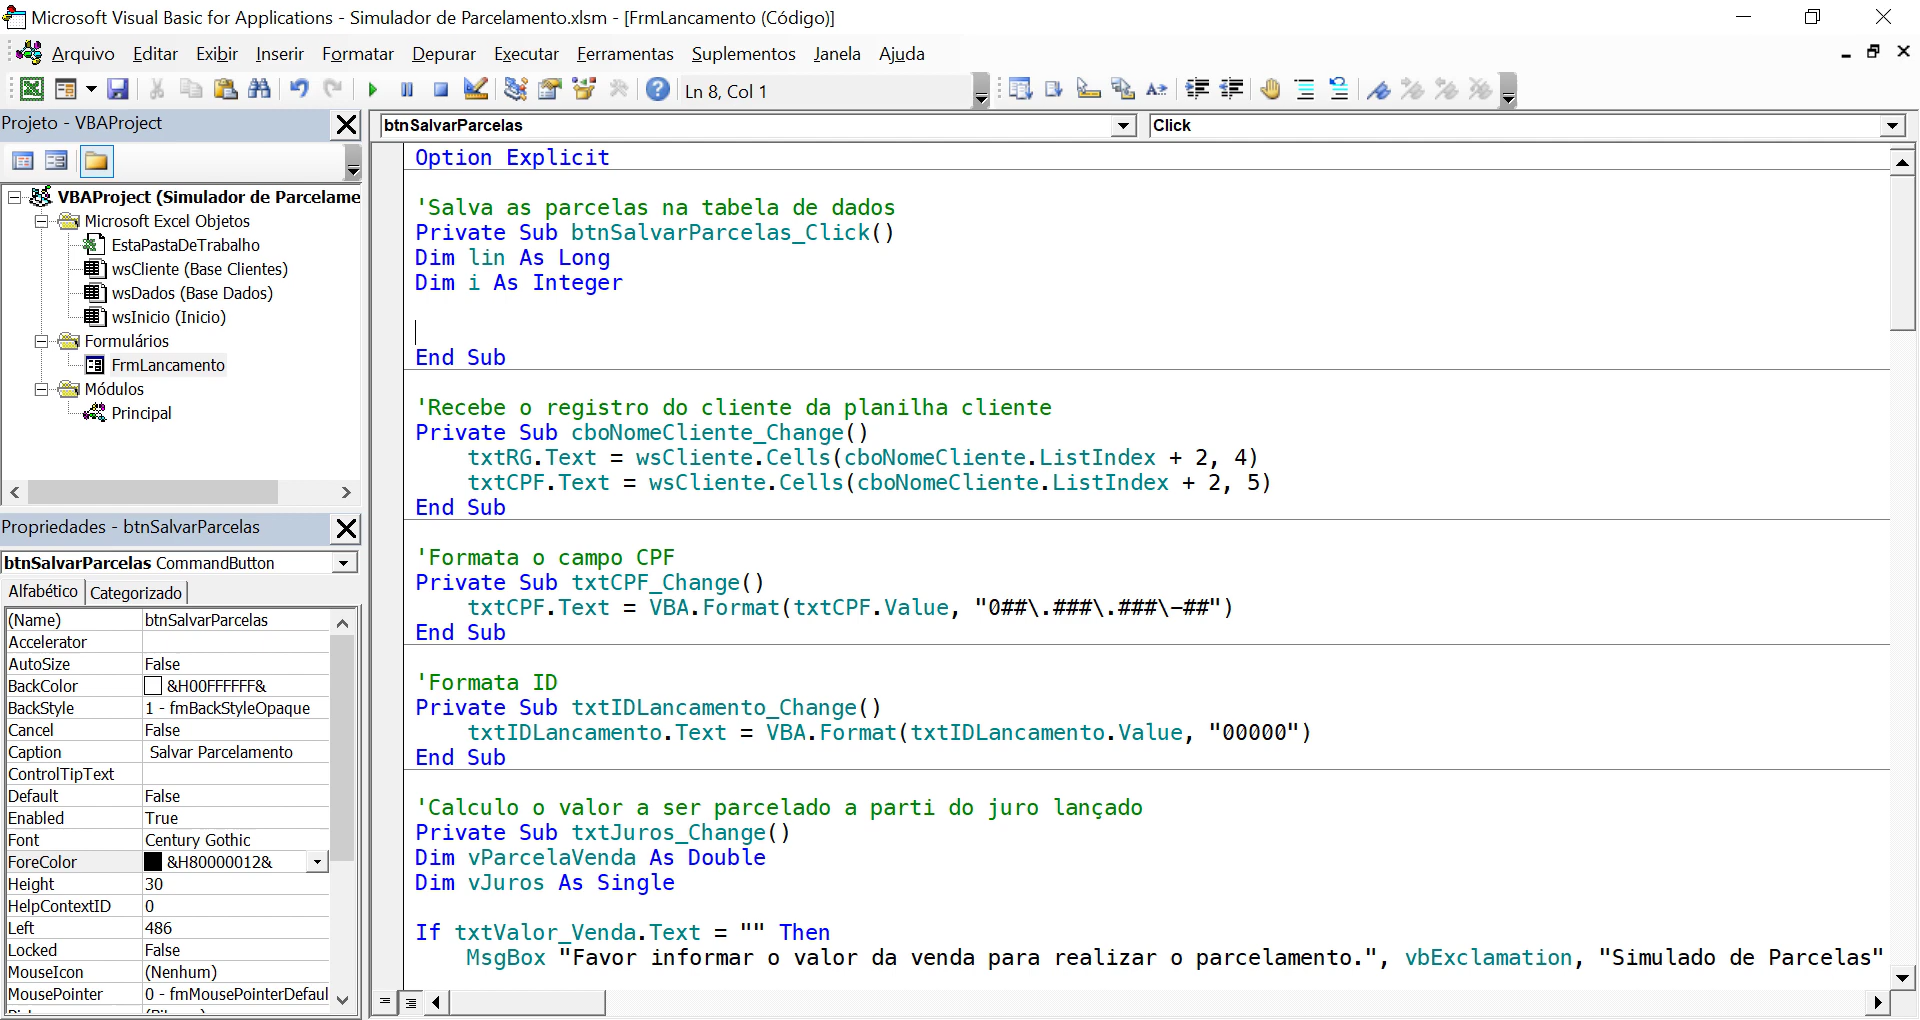 Microsoft Visual Basic for Applications - Simulador de Parcelamento.xlsm - [FrmLancamento (Código)]
Arquivo Editar Exibir Inserir Formatar Depurar Executar Ferramentas Suplementos Janela Ajuda
Ln 8, Col 1
Projeto - VBAProject
VBAProject (Simulador de Parcelame
Microsoft Excel Objetos
EstaPastaDeTrabalho
wsCliente (Base Clientes)
wsDados (Base Dados)
wsInicio (Inicio)
Formulários
FrmLancamento
Módulos
Principal
Propriedades - btnSalvarParcelas
btnSalvarParcelas CommandButton
Alfabético Categorizado
(Name) btnSalvarParcelas
Accelerator
AutoSize False
BackColor &H00FFFFFF&
BackStyle 1 - fmBackStyleOpaque
Cancel False
Caption Salvar Parcelamento
ControlTipText
Default False
Enabled True
Font Century Gothic
ForeColor &H80000012&
Height 30
HelpContextID 0
Left 486
Locked False
MouseIcon (Nenhum)
MousePointer 0 - fmMousePointerDefaul
btnSalvarParcelas Click
Option Explicit
'Salva as parcelas na tabela de dados
Private Sub btnSalvarParcelas_Click()
Dim lin As Long
Dim i As Integer
End Sub
'Recebe o registro do cliente da planilha cliente
Private Sub cboNomeCliente_Change()
txtRG.Text = wsCliente.Cells(cboNomeCliente.ListIndex + 2, 4)
txtCPF.Text = wsCliente.Cells(cboNomeCliente.ListIndex + 2, 5)
End Sub
'Formata o campo CPF
Private Sub txtCPF_Change()
txtCPF.Text = VBA.Format(txtCPF.Value, "0##\.###\.###\-##")
End Sub
'Formata ID
Private Sub txtIDLancamento_Change()
txtIDLancamento.Text = VBA.Format(txtIDLancamento.Value, "00000")
End Sub
'Calculo o valor a ser parcelado a parti do juro lançado
Private Sub txtJuros_Change()
Dim vParcelaVenda As Double
Dim vJuros As Single
If txtValor_Venda.Text = "" Then
MsgBox "Favor informar o valor da venda para realizar o parcelamento.", vbExclamation, "Simulado de Parcelas"